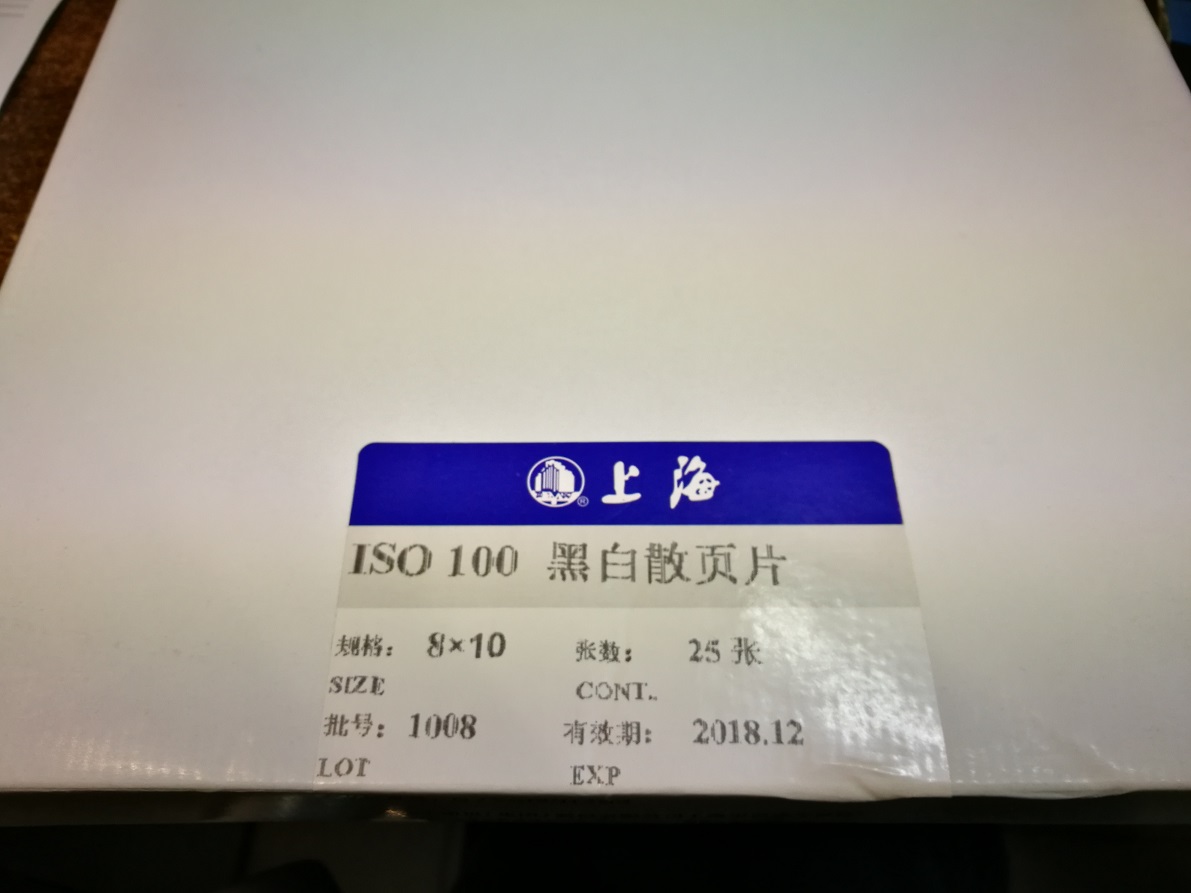 上海
ISO 100 黑白散页片
规格： 8×10 张数： 25 张
SIZE CONT.
批号： 1008 有效期： 2018.12
LOT EXP